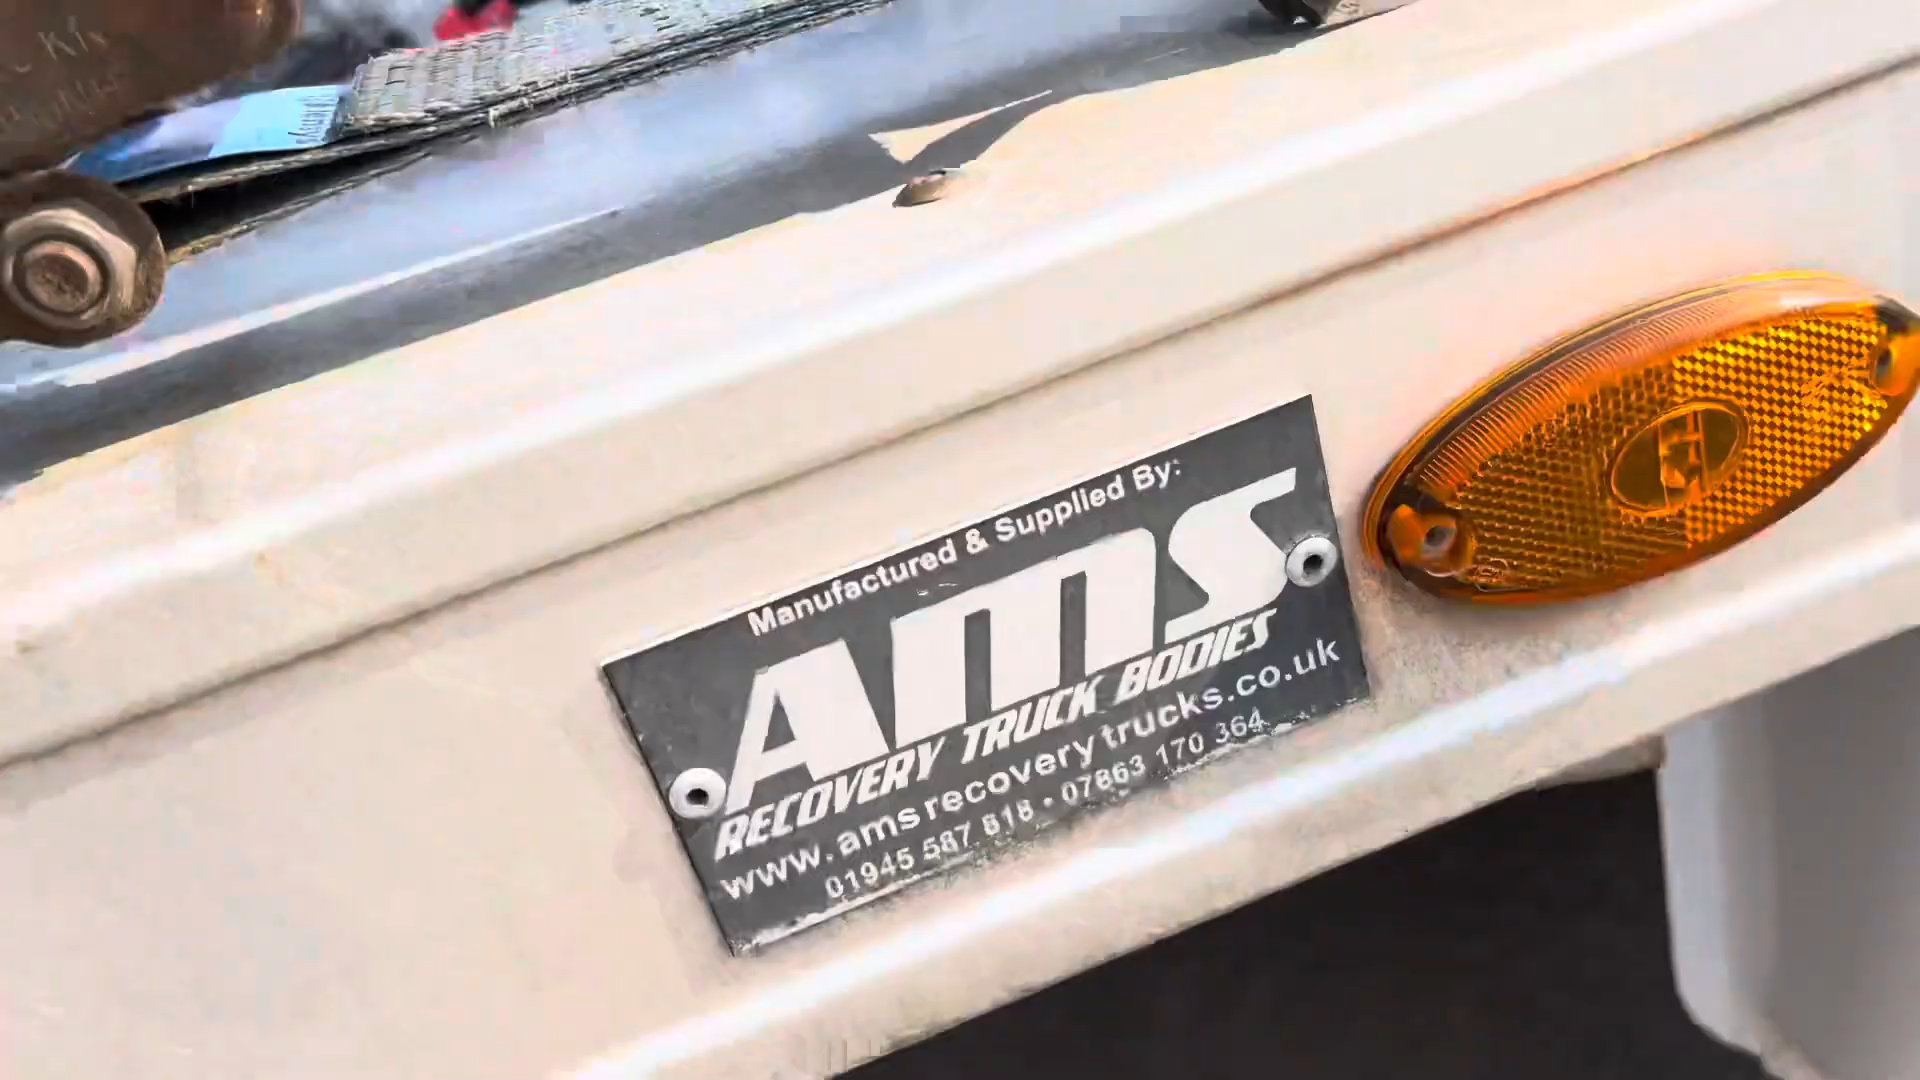 Manufactured & Supplied By:
AMS
RECOVERY TRUCK BODIES
www.amsrecoverytrucks.co.uk
01945 587 818 • 07863 170 364